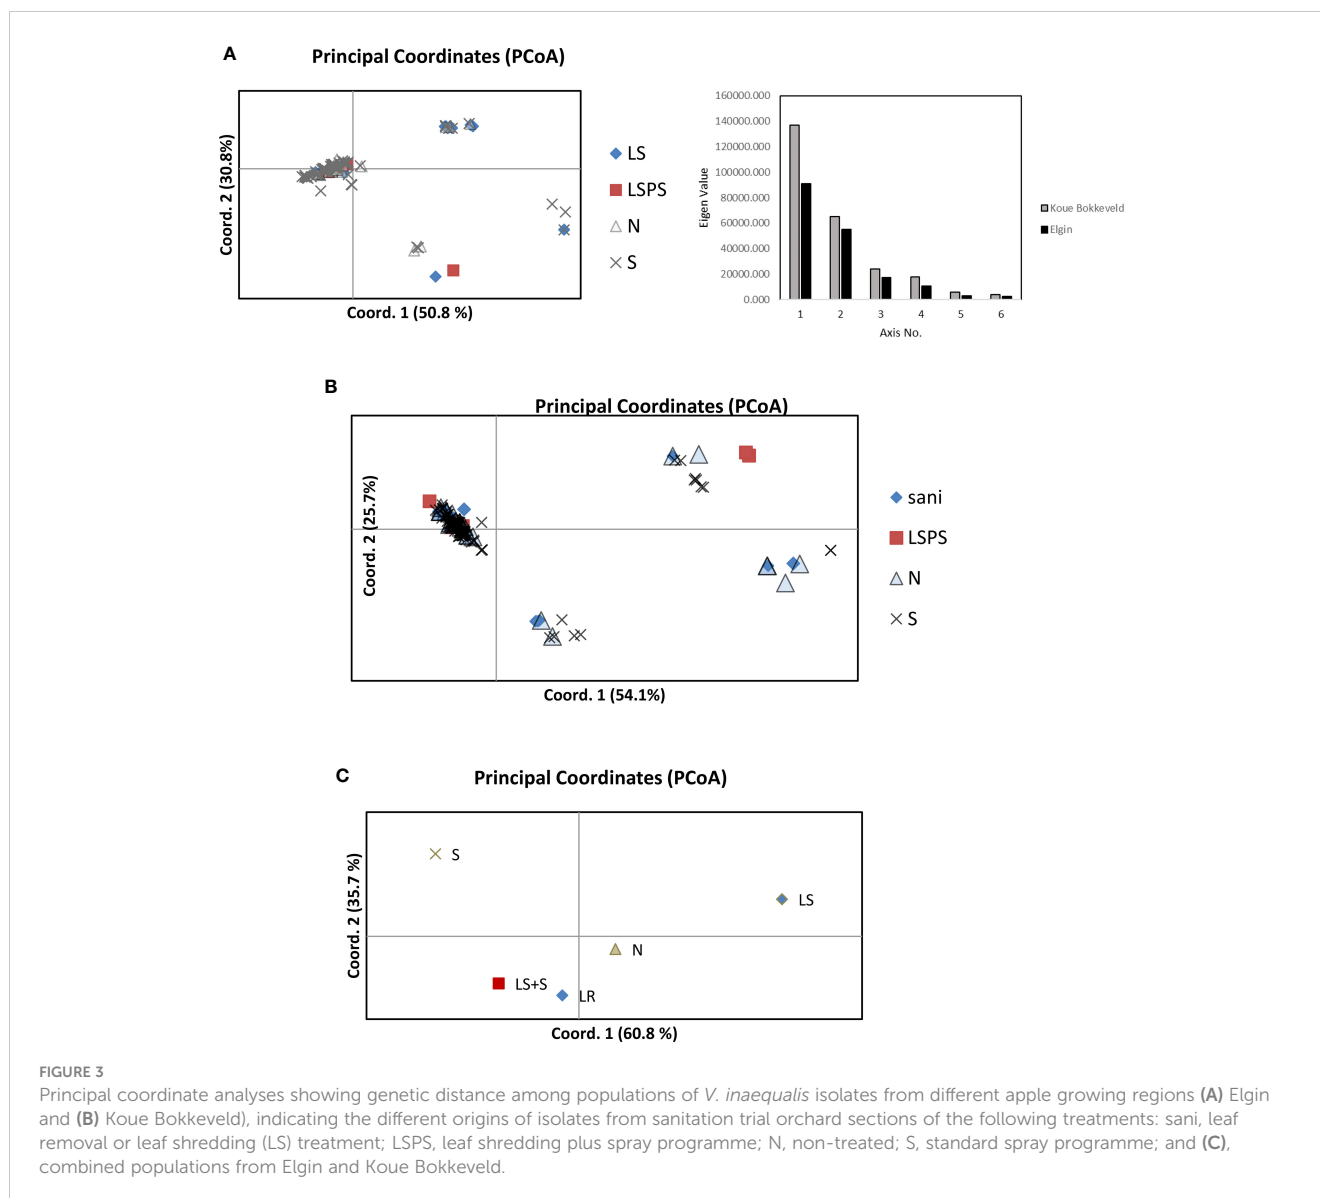 A
Principal Coordinates (PCoA)
Coord. 2 (30.8%)
Coord. 1 (50.8 %)
LS
LSPS
N
S
160000.000
140000.000
120000.000
100000.000
80000.000
60000.000
40000.000
20000.000
0.000
Eigen Value
1 2 3 4 5 6
Axis No.
Koue Bokkeveld
Elgin
B
Principal Coordinates (PCoA)
Coord. 2 (25.7%)
Coord. 1 (54.1%)
sani
LSPS
N
S
C
Principal Coordinates (PCoA)
Coord. 2 (35.7 %)
S
LS
N
LS+S
LR
Coord. 1 (60.8 %)
FIGURE 3
Principal coordinate analyses showing genetic distance among populations of V. inaequalis isolates from different apple growing regions (A) Elgin
and (B) Koue Bokkeveld), indicating the different origins of isolates from sanitation trial orchard sections of the following treatments: sani, leaf
removal or leaf shredding (LS) treatment; LSPS, leaf shredding plus spray programme; N, non-treated; S, standard spray programme; and (C),
combined populations from Elgin and Koue Bokkeveld.